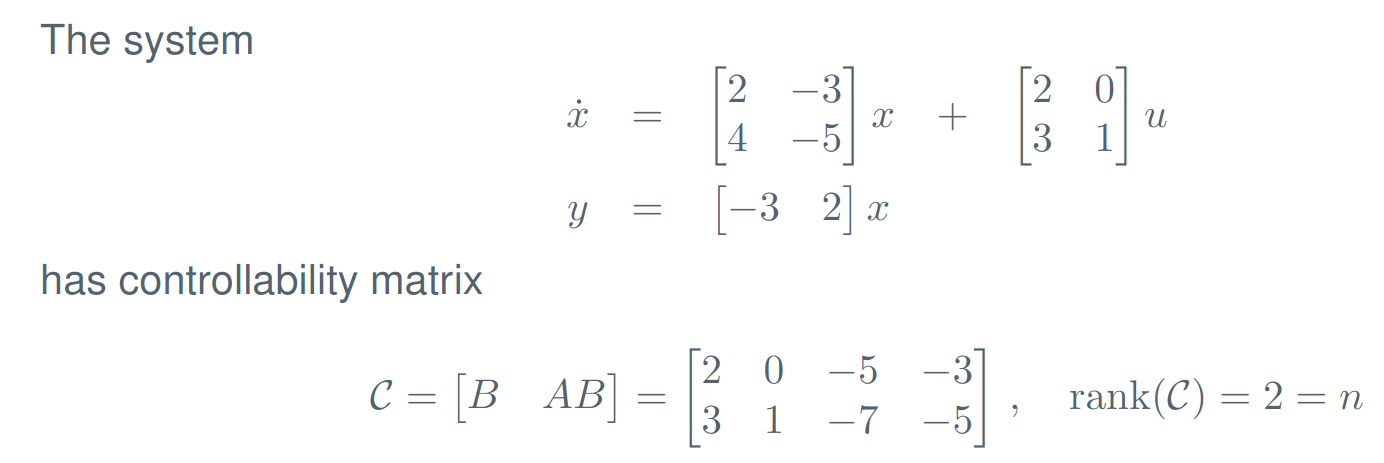 The system
ẋ = [2 −3; 4 −5] x + [2 0; 3 1] u
y = [−3 2] x
has controllability matrix
𝒞 = [B AB] = [2 0 −5 −3; 3 1 −7 −5] , rank(𝒞) = 2 = n